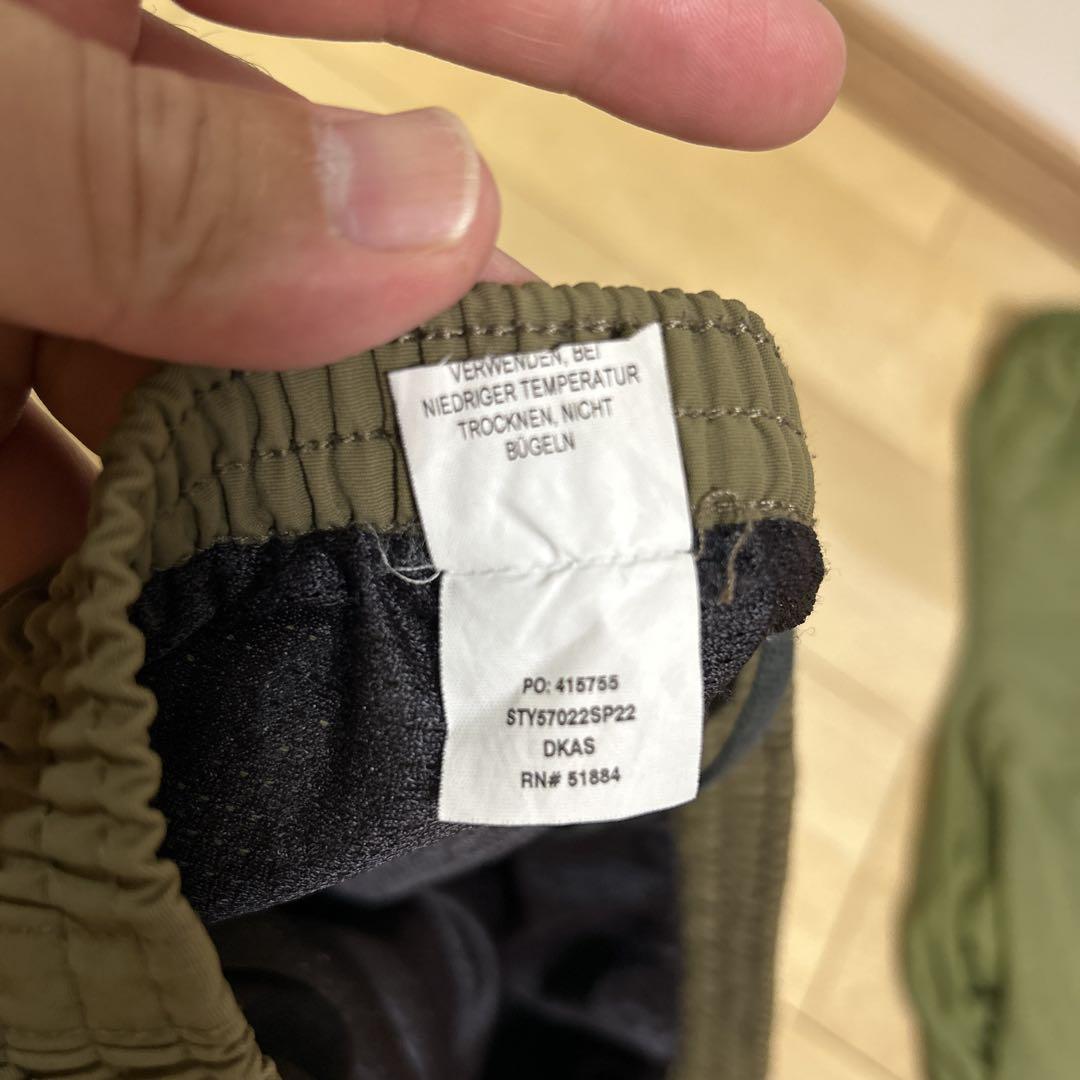 VERWENDEN, BEI
NIEDRIGER TEMPERATUR
TROCKNEN, NICHT
BÜGELN
PO: 415755
STY57022SP22
DKAS
RN# 51884